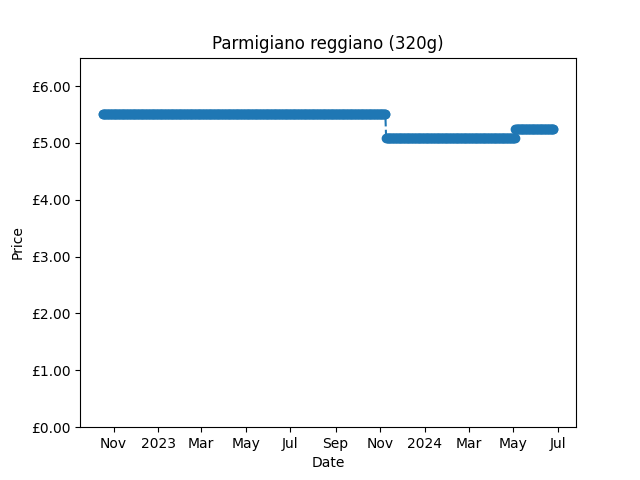 Parmigiano reggiano (320g)
£6.00
£5.00
£4.00
£3.00
£2.00
£1.00
£0.00
Price
Nov 2023 Mar May Jul Sep Nov 2024 Mar May Jul
Date